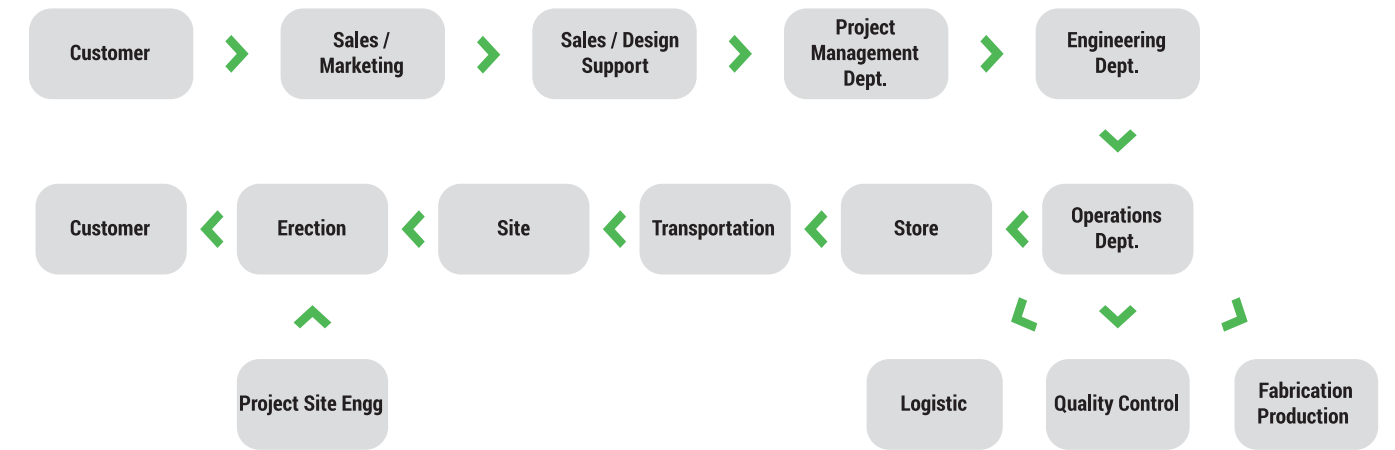 Customer
Sales /
Marketing
Sales / Design
Support
Project
Management
Dept.
Engineering
Dept.
Customer
Erection
Site
Transportation
Store
Operations
Dept.
Project Site Engg
Logistic
Quality Control
Fabrication
Production